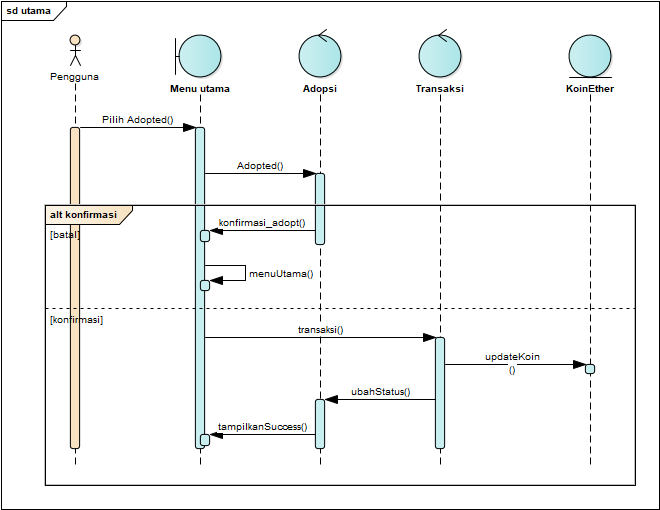 sd utama
Pengguna
Menu utama
Adopsi
Transaksi
KoinEther
Pilih Adopted()
Adopted()
alt konfirmasi
konfirmasi_adopt()
[batal]
menuUtama()
[konfirmasi]
transaksi()
updateKoin
()
ubahStatus()
tampilkanSuccess()